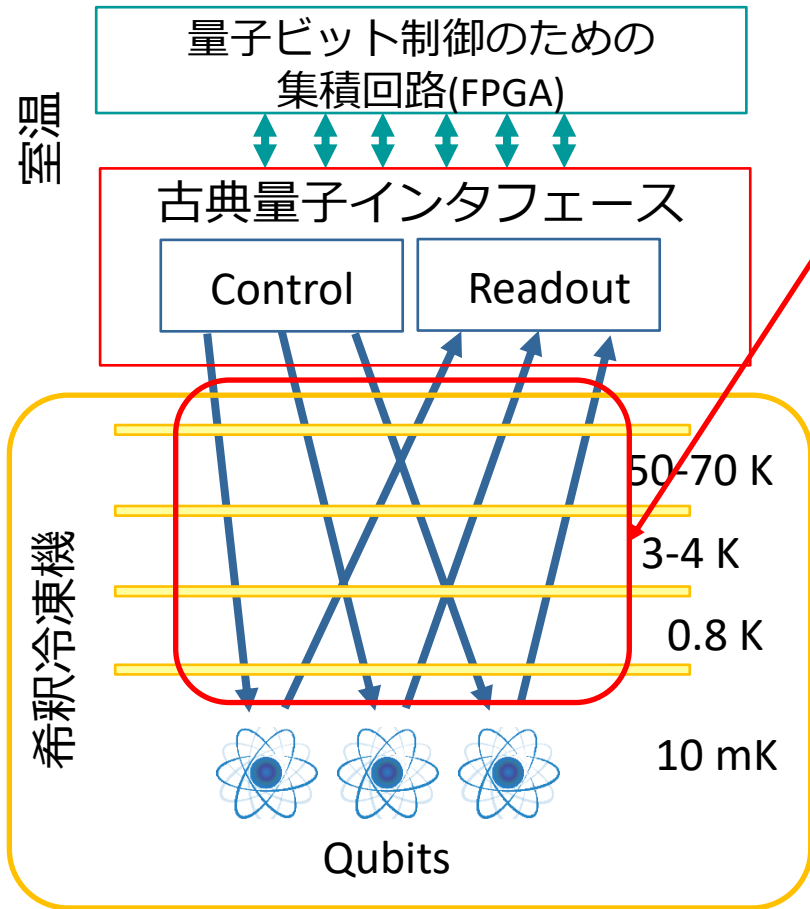 量子ビット制御のための
集積回路(FPGA)
室温
古典量子インタフェース
Control
Readout
50-70 K
3-4 K
0.8 K
希釈冷凍機
10 mK
Qubits